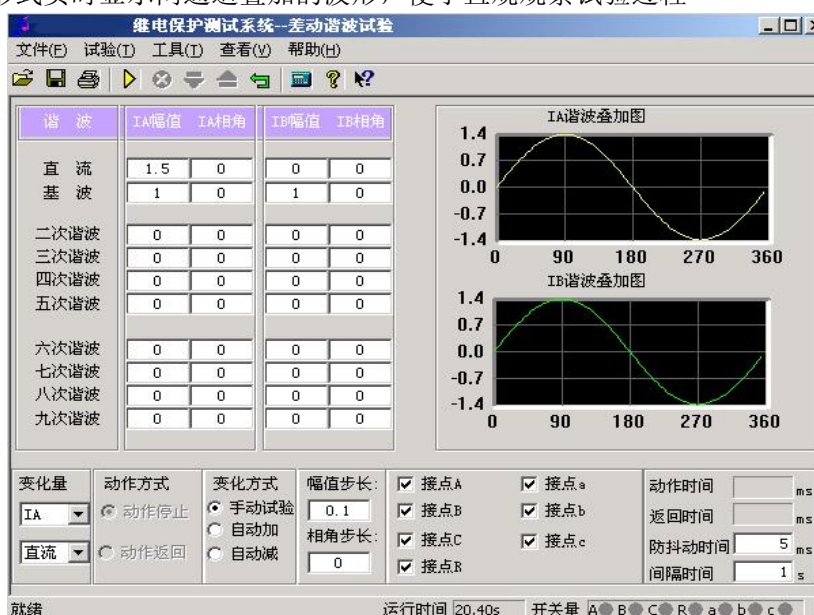 形式实时显示间通道叠加的波形，便于直观观察试验过程
继电保护测试系统--差动谐波试验
文件(F) 试验(T) 工具(T) 查看(V) 帮助(H)
谐 波 IA幅值 IA相角 IB幅值 IB相角
直 流 1.5 0 0 0
基 波 1 0 1 0
二次谐波 0 0 0 0
三次谐波 0 0 0 0
四次谐波 0 0 0 0
五次谐波 0 0 0 0
六次谐波 0 0 0 0
七次谐波 0 0 0 0
八次谐波 0 0 0 0
九次谐波 0 0 0 0
IA谐波叠加图
1.4
0.7
0.0
-0.7
-1.4
0 90 180 270 360
IB谐波叠加图
1.4
0.7
0.0
-0.7
-1.4
0 90 180 270 360
变化量
IA
直流
动作方式
动作停止
动作返回
变化方式
手动试验
自动加
自动减
幅值步长:
0.1
相角步长:
0
接点A 接点a
接点B 接点b
接点C 接点c
接点R
动作时间 ms
返回时间 ms
防抖动时间 5 ms
间隔时间 1 s
就绪 运行时间 20.40s 开关量 A B C R a b c